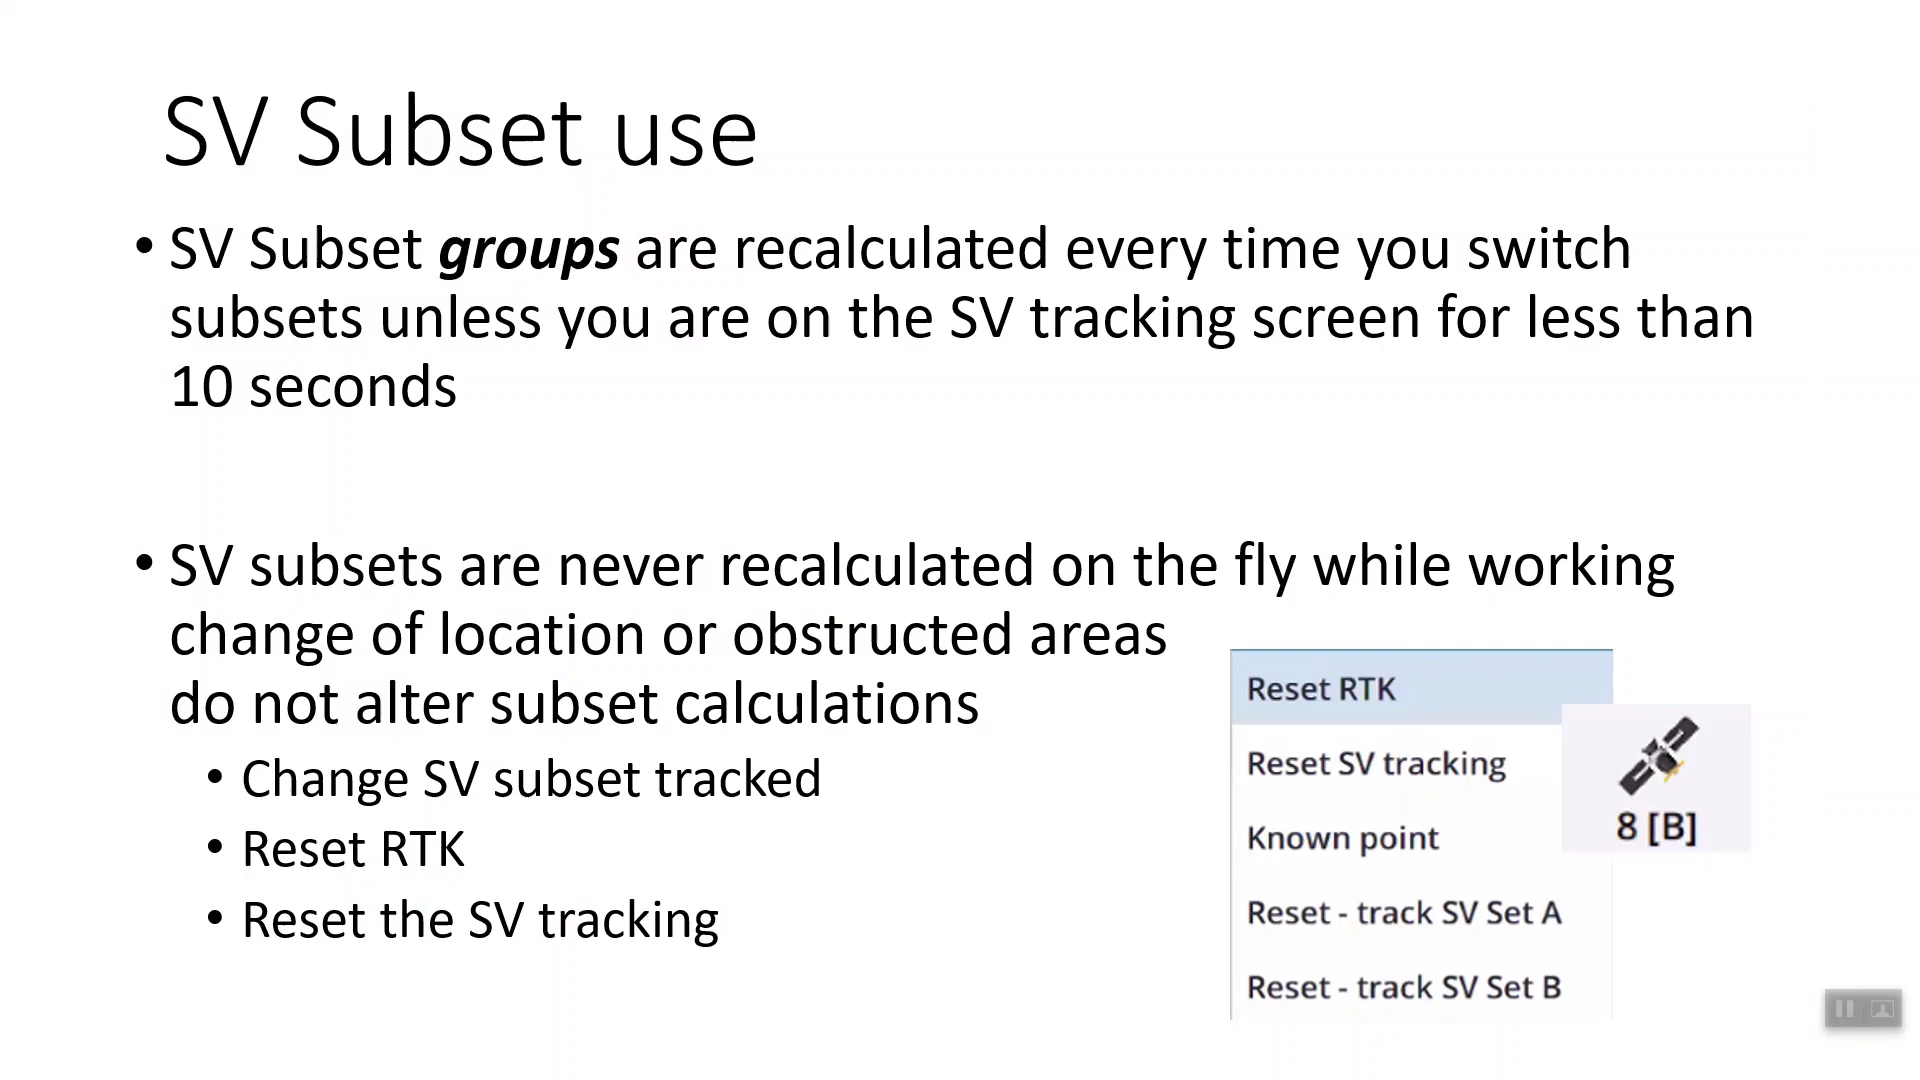 SV Subset use
• SV Subset groups are recalculated every time you switch
subsets unless you are on the SV tracking screen for less than
10 seconds
• SV subsets are never recalculated on the fly while working
change of location or obstructed areas
do not alter subset calculations
• Change SV subset tracked
• Reset RTK
• Reset the SV tracking
Reset RTK
Reset SV tracking
Known point
Reset - track SV Set A
Reset - track SV Set B
8 [B]